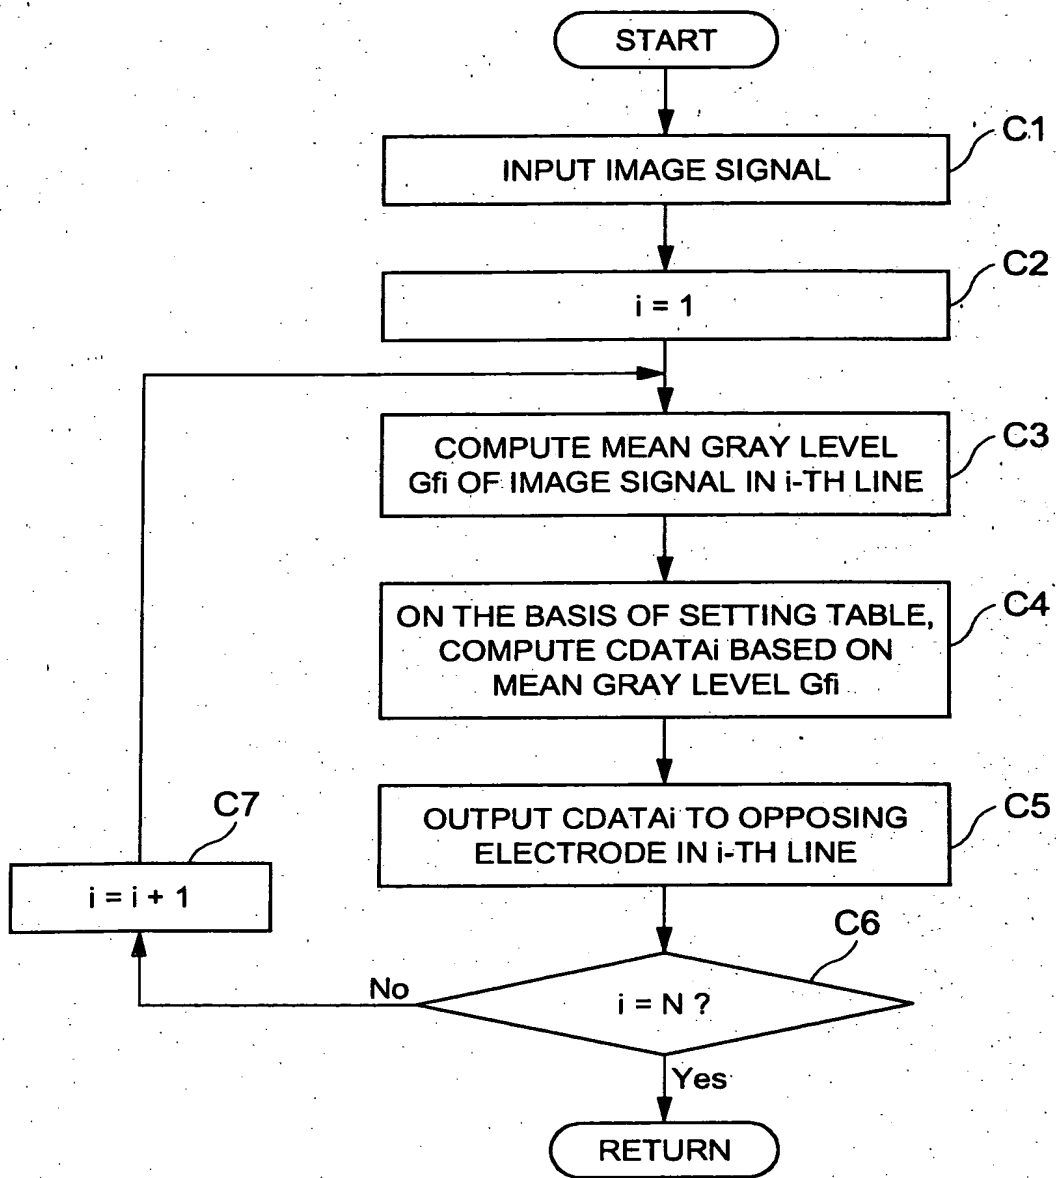 START
C1
INPUT IMAGE SIGNAL
C2
i = 1
C3
COMPUTE MEAN GRAY LEVEL
Gfi OF IMAGE SIGNAL IN i-TH LINE
C4
ON THE BASIS OF SETTING TABLE,
COMPUTE CDATAi BASED ON
MEAN GRAY LEVEL Gfi
C5
OUTPUT CDATAi TO OPPOSING
ELECTRODE IN i-TH LINE
C7
i = i + 1
C6
i = N ?
No
Yes
RETURN